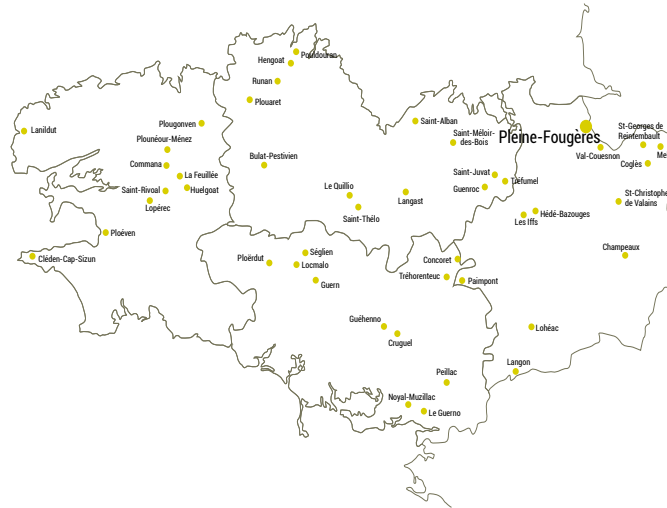 Pouldouran
Hengoat
Runan
Plouaret
Lanildut
Plougonven
Plounéour-Ménez
Commana
La Feuillée
Saint-Rivoal
Huelgoat
Lopérec
Ploéven
Cléden-Cap-Sizun
Bulat-Pestivien
Le Quillio
Saint-Thélo
Langast
Saint-Alban
Saint-Méloir-
des-Bois
Pleine-Fougères
St-Georges de
Reintembault
Val-Couesnon
Me
Coglès
Saint-Juvat
Tréfumel
Guenroc
St-Christophe
de Valains
Les Iffs
Hédé-Bazouges
Champeaux
Ploërdut
Séglien
Locmalo
Guern
Concoret
Tréhorenteuc
Paimpont
Guéhenno
Cruguel
Lohéac
Langon
Peillac
Noyal-Muzillac
Le Guerno